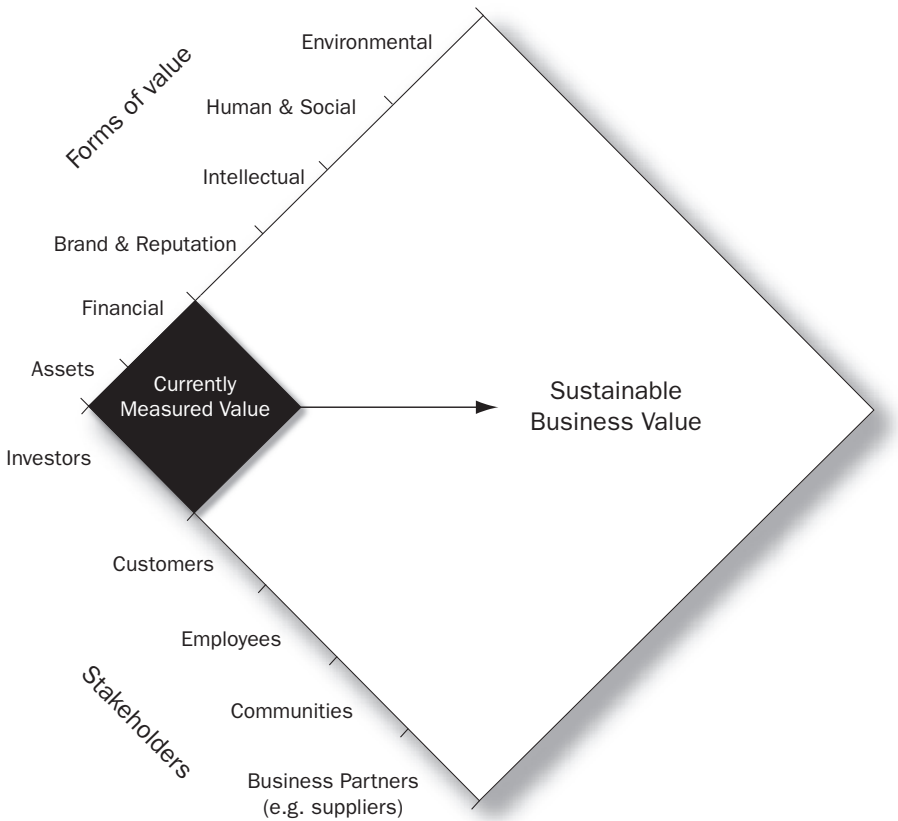 Forms of value
Environmental
Human & Social
Intellectual
Brand & Reputation
Financial
Assets
Currently
Measured Value
Sustainable
Business Value
Investors
Customers
Employees
Communities
Business Partners
(e.g. suppliers)
Stakeholders